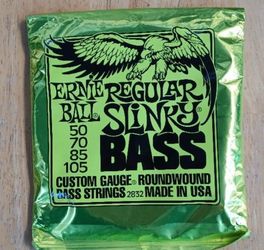 ERNIE BALL®
REGULAR SLINKY®
50
70
85
105
BASS
CUSTOM GAUGE® ROUNDWOUND
BASS STRINGS 2832 MADE IN USA